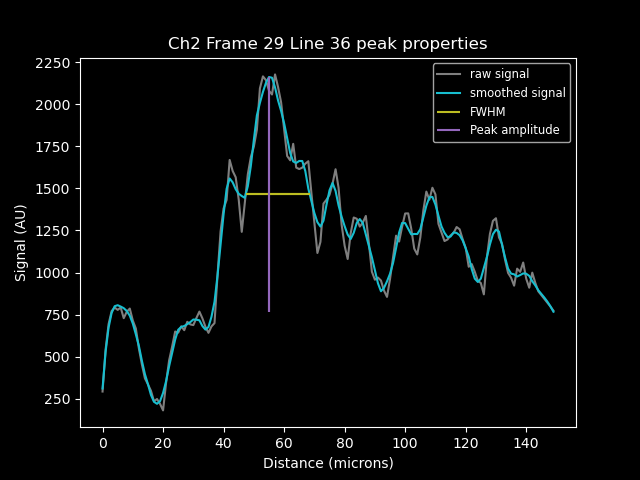 Ch2 Frame 29 Line 36 peak properties
raw signal
smoothed signal
FWHM
Peak amplitude
Signal (AU)
2250
2000
1750
1500
1250
1000
750
500
250
0 20 40 60 80 100 120 140
Distance (microns)